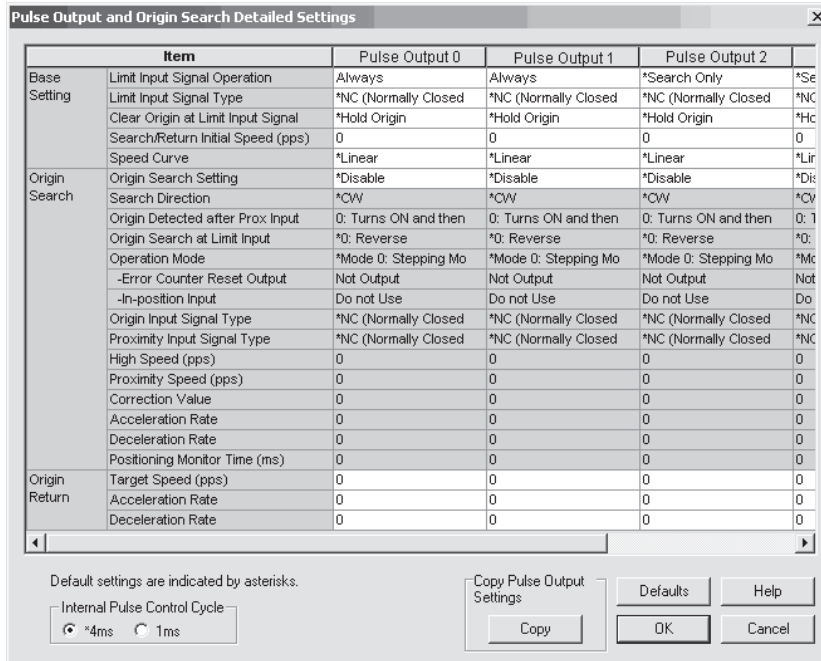 Pulse Output and Origin Search Detailed Settings
Item Pulse Output 0 Pulse Output 1 Pulse Output 2
Base Setting Limit Input Signal Operation Always Always *Search Only *Se
Limit Input Signal Type *NC (Normally Closed *NC (Normally Closed *NC (Normally Closed *NC
Clear Origin at Limit Input Signal *Hold Origin *Hold Origin *Hold Origin *Ho
Search/Return Initial Speed (pps) 0 0 0 0
Speed Curve *Linear *Linear *Linear *Lin
Origin Search Origin Search Setting *Disable *Disable *Disable *Dis
Search Direction *CW *CW *CW *CW
Origin Detected after Prox Input 0: Turns ON and then 0: Turns ON and then 0: Turns ON and then 0: T
Origin Search at Limit Input *0: Reverse *0: Reverse *0: Reverse *0:
Operation Mode *Mode 0: Stepping Mo *Mode 0: Stepping Mo *Mode 0: Stepping Mo *Mo
-Error Counter Reset Output Not Output Not Output Not Output Not
-In-position Input Do not Use Do not Use Do not Use Do
Origin Input Signal Type *NC (Normally Closed *NC (Normally Closed *NC (Normally Closed *NC
Proximity Input Signal Type *NC (Normally Closed *NC (Normally Closed *NC (Normally Closed *NC
High Speed (pps) 0 0 0 0
Proximity Speed (pps) 0 0 0 0
Correction Value 0 0 0 0
Acceleration Rate 0 0 0 0
Deceleration Rate 0 0 0 0
Positioning Monitor Time (ms) 0 0 0 0
Origin Return Target Speed (pps) 0 0 0 0
Acceleration Rate 0 0 0 0
Deceleration Rate 0 0 0 0
Default settings are indicated by asterisks.
Internal Pulse Control Cycle
*4ms 1ms
Copy Pulse Output Settings
Copy
Defaults Help
OK Cancel